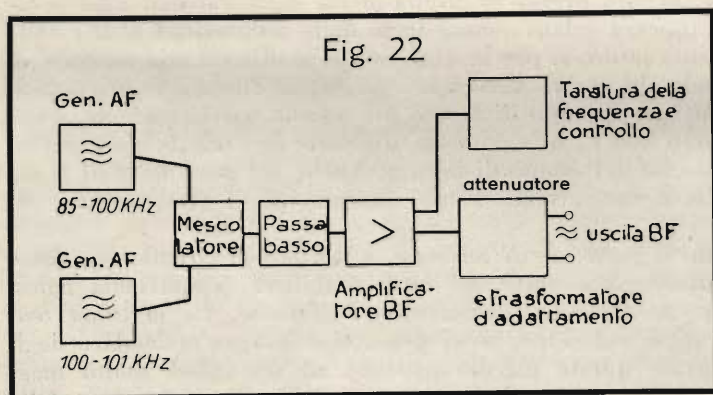 Fig. 22
Gen. AF
85-100 KHz
Gen. AF
100-101 KHz
Mesco
latore
Passa
basso
>
Amplifica-
tore BF
Taratura della
frequenza e
controllo
attenuatore
uscita BF
e trasformatore
d'adattamento